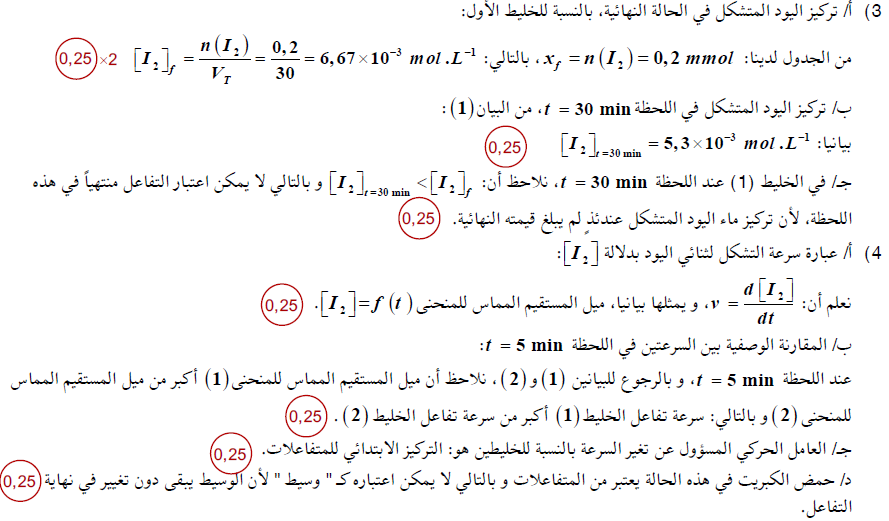 3) أ/ تركيز اليود المتشكل في الحالة النهائية، بالنسبة للخليط الأول:
من الجدول لدينا: x_f = n(I₂) = 0,2 mmol ، بالتالي: [I₂]_f = n(I₂)/V_T = 0,2/30 = 6,67×10⁻³ mol.L⁻¹ 0,25 ×2
ب/ تركيز اليود المتشكل في اللحظة t = 30 min، من البيان (1):
بيانيا: [I₂]_{t=30 min} = 5,3×10⁻³ mol.L⁻¹ 0,25
جـ/ في الخليط (1) عند اللحظة t = 30 min، نلاحظ أن: [I₂]_{t=30 min} < [I₂]_f و بالتالي لا يمكن اعتبار التفاعل منتهياً في هذه
اللحظة، لأن تركيز ماء اليود المتشكل عندئذٍ لم يبلغ قيمته النهائية. 0,25
4) أ/ عبارة سرعة التشكل لثنائي اليود بدلالة [I₂]:
نعلم أن: v = d[I₂]/dt، و يمثلها بيانيا، ميل المستقيم المماس للمنحنى [I₂] = f(t). 0,25
ب/ المقارنة الوصفية بين السرعتين في اللحظة t = 5 min:
عند اللحظة t = 5 min، و بالرجوع للبيانين (1) و (2)، نلاحظ أن ميل المستقيم المماس للمنحنى (1) أكبر من ميل المستقيم المماس
للمنحنى (2) و بالتالي: سرعة تفاعل الخليط (1) أكبر من سرعة تفاعل الخليط (2). 0,25
جـ/ العامل الحركي المسؤول عن تغير السرعة بالنسبة للخليطين هو: التركيز الابتدائي للمتفاعلات. 0,25
د/ حمض الكبريت في هذه الحالة يعتبر من المتفاعلات و بالتالي لا يمكن اعتباره كـ " وسيط " لأن الوسيط يبقى دون تغيير في نهاية 0,25
التفاعل.